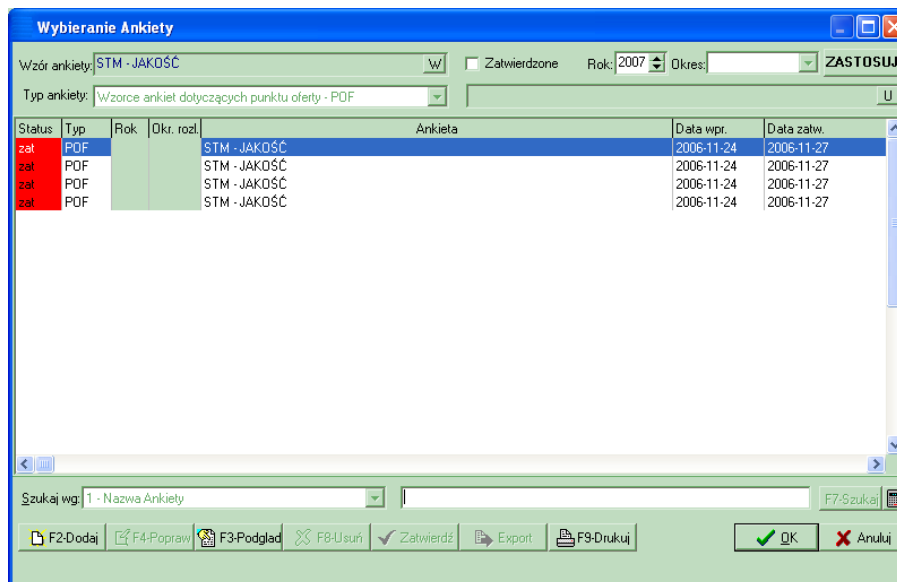 Wybieranie Ankiety
Wzór ankiety: STM - JAKOŚĆ W Zatwierdzone Rok: 2007 Okres: ZASTOSUJ
Typ ankiety: Wzorce ankiet dotyczących punktu oferty - POF U
Status Typ Rok Okr. rozl. Ankieta Data wpr. Data zatw.
zat POF STM - JAKOŚĆ 2006-11-24 2006-11-27
zat POF STM - JAKOŚĆ 2006-11-24 2006-11-27
zat POF STM - JAKOŚĆ 2006-11-24 2006-11-27
zat POF STM - JAKOŚĆ 2006-11-24 2006-11-27
Szukaj wg: 1 - Nazwa Ankiety F7-Szukaj
F2-Dodaj F4-Popraw F3-Podglad F8-Usuń Zatwierdź Export F9-Drukuj OK Anuluj